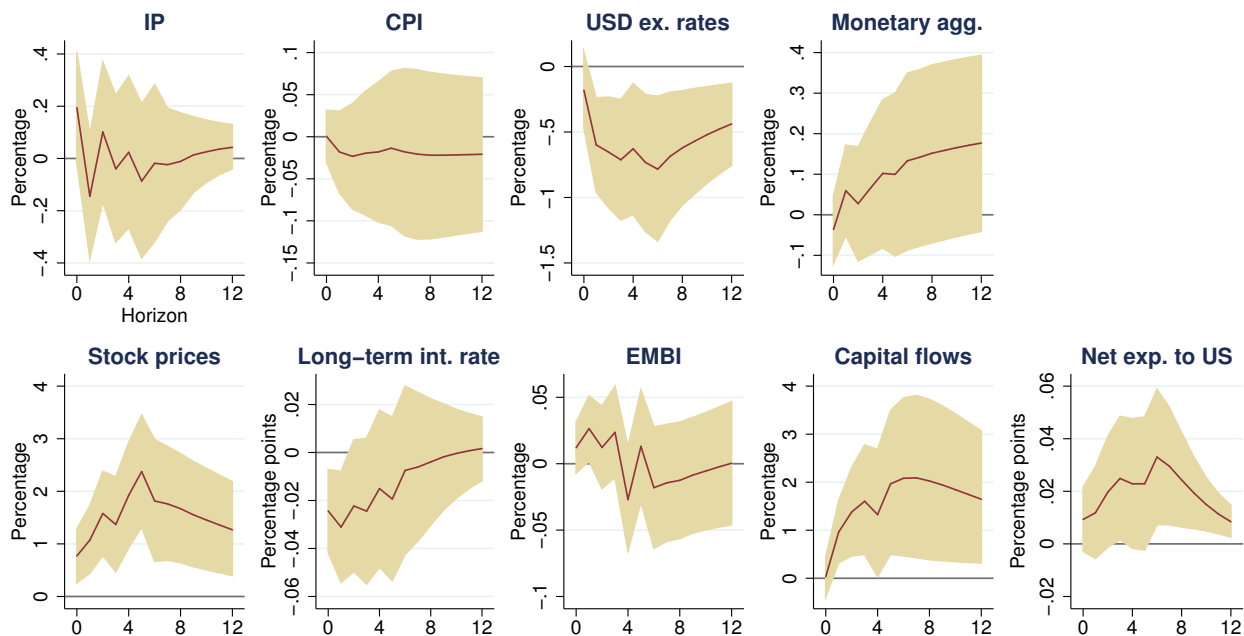 IP
Percentage
.4
.2
0
−.2
−.4
0 4 8 12
Horizon
CPI
Percentage
.1
.05
0
−.05
−.1
−.15
0 4 8 12
USD ex. rates
Percentage
0
−.5
−1
−1.5
0 4 8 12
Monetary agg.
Percentage
.4
.3
.2
.1
0
−.1
0 4 8 12
Stock prices
Percentage
4
3
2
1
0
0 4 8 12
Long−term int. rate
Percentage points
.02
0
−.02
−.04
−.06
0 4 8 12
EMBI
Percentage
.05
0
−.05
−.1
0 4 8 12
Capital flows
Percentage
4
3
2
1
0
0 4 8 12
Net exp. to US
Percentage points
.06
.04
.02
0
−.02
0 4 8 12